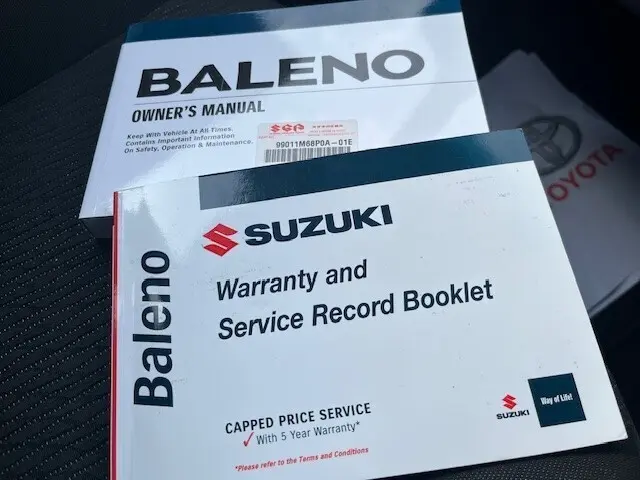 BALENO
OWNER'S MANUAL
Keep With Vehicle At All Times.
Contains Important Information
On Safety, Operation & Maintenance.
SGP
99011M68P0A-01E
TOYOTA
SUZUKI
Warranty and
Service Record Booklet
Baleno
CAPPED PRICE SERVICE
✓With 5 Year Warranty*
*Please refer to the Terms and Conditions
SUZUKI
Way of Life!